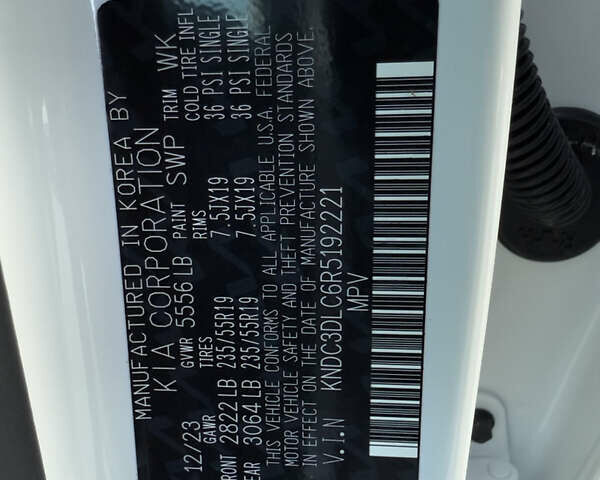 MANUFACTURED IN KOREA BY
KIA CORPORATION
12/23 GVWR 5556LB PAINT SWP TRIM WK
GAWR TIRES RIMS COLD TIRE INFL
FRONT 2822LB 235/55R19 7.5JX19 36 PSI SINGLE
REAR 3064LB 235/55R19 7.5JX19 36 PSI SINGLE
THIS VEHICLE CONFORMS TO ALL APPLICABLE U.S.A. FEDERAL
MOTOR VEHICLE SAFETY AND THEFT PREVENTION STANDARDS
IN EFFECT ON THE DATE OF MANUFACTURE SHOWN ABOVE.
V.I.N KNDC3DLC6R5192221
MPV